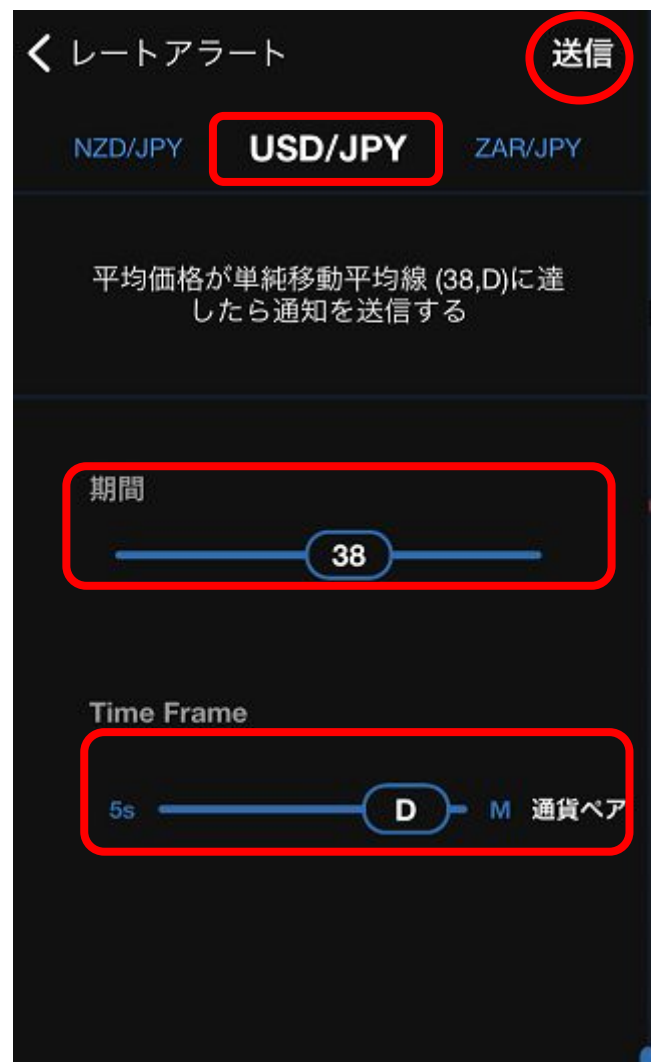 レートアラート 送信
NZD/JPY USD/JPY ZAR/JPY
平均価格が単純移動平均線 (38,D)に達
したら通知を送信する
期間
38
Time Frame
5s D M 通貨ペア